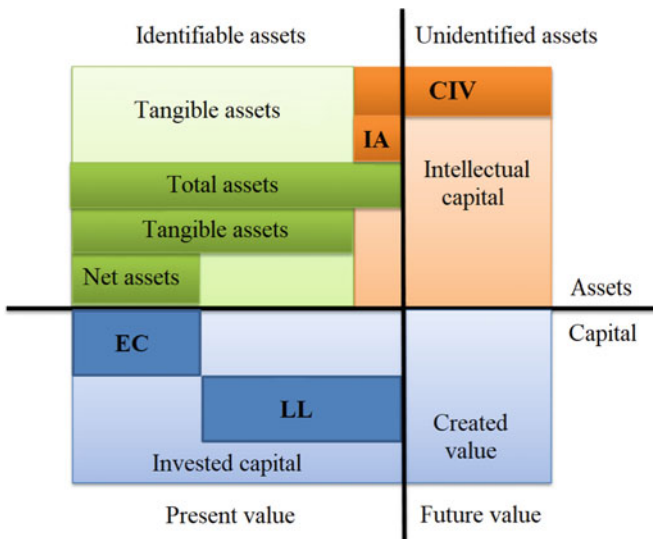 Identifiable assets
Unidentified assets
Tangible assets
CIV
IA
Intellectual
capital
Total assets
Tangible assets
Net assets
Assets
Capital
EC
LL
Created
value
Invested capital
Present value
Future value